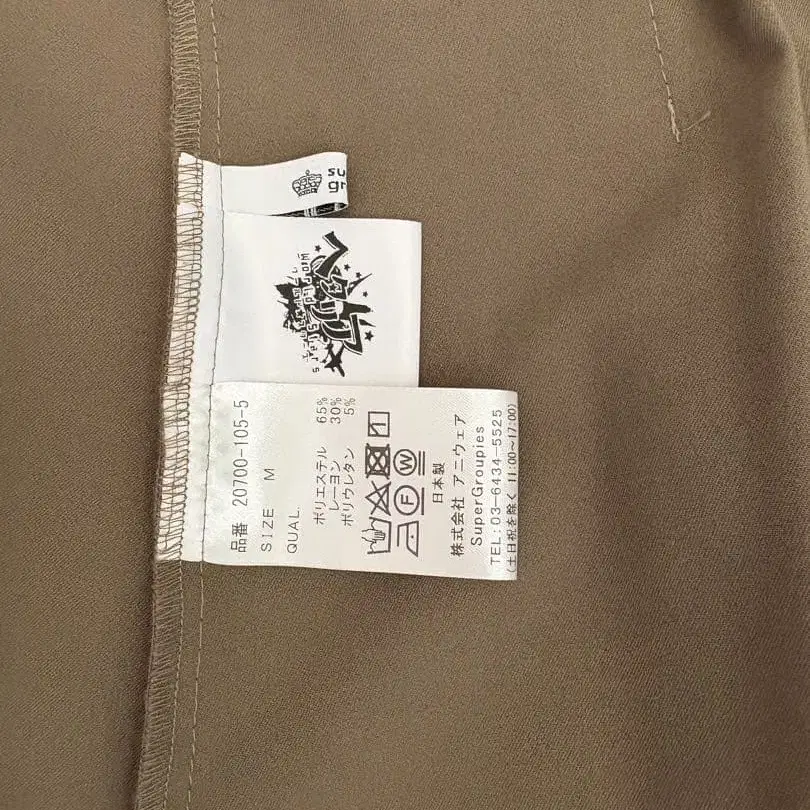 su
gr
品番 20700-105-5
SIZE M
QUAL.
ポリエステル 65%
レーヨン 30%
ポリウレタン 5%
F W
日本製
株式会社 アニウェア
SuperGroupies
TEL:03-6434-5525
(土日祝を除く 11:00~17:00)